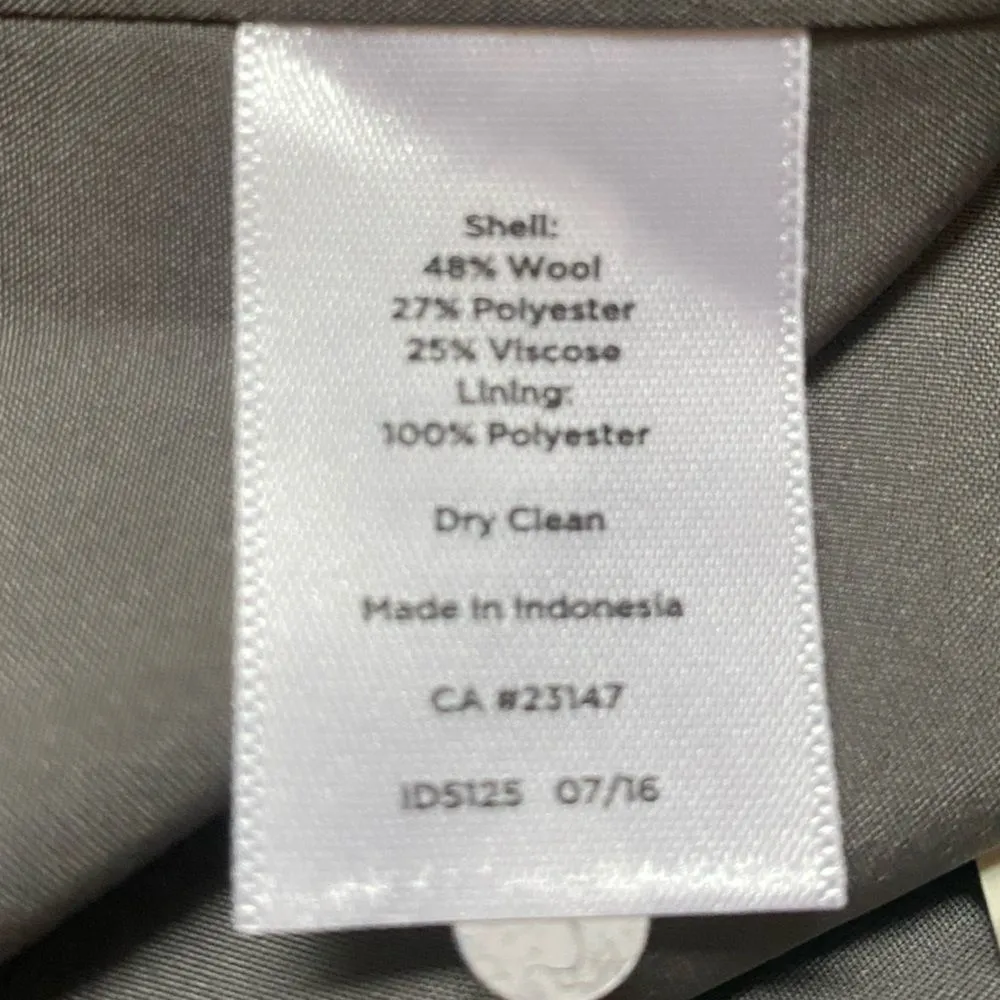 Shell:
48% Wool
27% Polyester
25% Viscose
Lining:
100% Polyester
Dry Clean
Made In Indonesia
CA #23147
ID5125 07/16